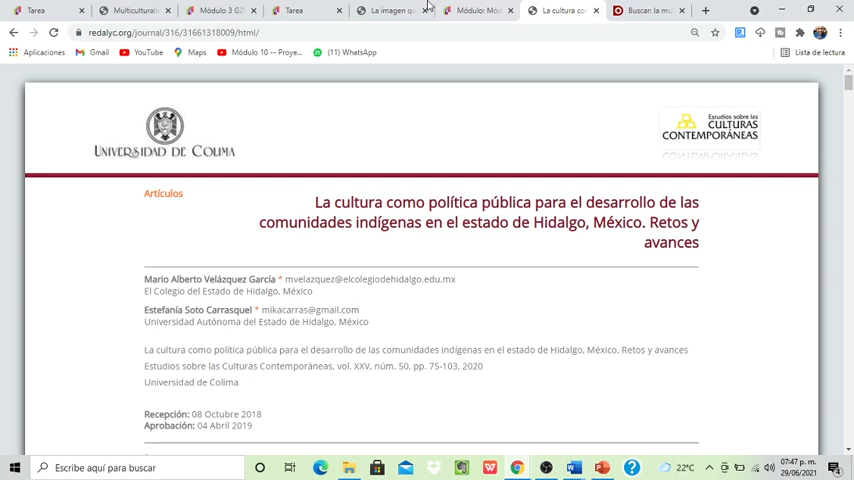 Tarea
Multiculturali
Módulo 3 G2
Tarea
La imagen qu
Módulo: Mód
La cultura co
Buscar: la mu
redalyc.org/journal/316/31661318009/html/
Aplicaciones
Gmail
YouTube
Maps
Módulo 10 -- Proye...
(11) WhatsApp
Lista de lectura
UNIVERSIDAD DE COLIMA
Estudios sobre las
CULTURAS
CONTEMPORÁNEAS
Artículos
La cultura como política pública para el desarrollo de las
comunidades indígenas en el estado de Hidalgo, México. Retos y
avances
Mario Alberto Velázquez García * mvelazquez@elcolegiodehidalgo.edu.mx
El Colegio del Estado de Hidalgo, México
Estefanía Soto Carrasquel * mikacarras@gmail.com
Universidad Autónoma del Estado de Hidalgo, México
La cultura como política pública para el desarrollo de las comunidades indígenas en el estado de Hidalgo, México. Retos y avances
Estudios sobre las Culturas Contemporáneas, vol. XXV, núm. 50, pp. 75-103, 2020
Universidad de Colima
Recepción: 08 Octubre 2018
Aprobación: 04 Abril 2019
Escribe aquí para buscar
22°C
07:47 p. m.
29/06/2021
4